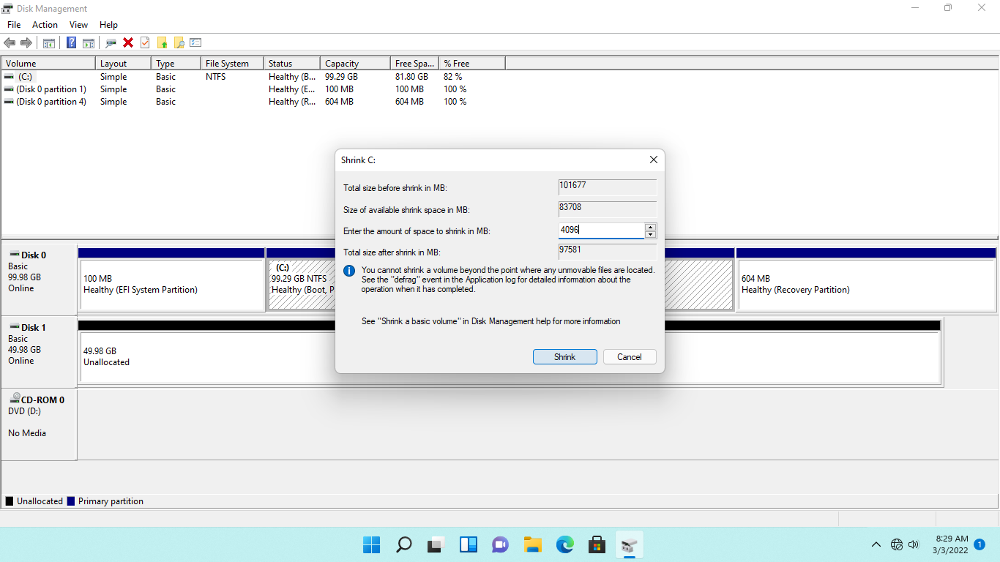 Disk Management
File Action View Help
Volume Layout Type File System Status Capacity Free Spa... % Free
(C:) Simple Basic NTFS Healthy (B... 99.29 GB 81.80 GB 82 %
(Disk 0 partition 1) Simple Basic Healthy (E... 100 MB 100 MB 100 %
(Disk 0 partition 4) Simple Basic Healthy (R... 604 MB 604 MB 100 %
Shrink C:
Total size before shrink in MB: 101677
Size of available shrink space in MB: 83708
Enter the amount of space to shrink in MB: 4096
Total size after shrink in MB: 97581
You cannot shrink a volume beyond the point where any unmovable files are located.
See the "defrag" event in the Application log for detailed information about the
operation when it has completed.
See "Shrink a basic volume" in Disk Management help for more information
Shrink Cancel
Disk 0
Basic
99.98 GB
Online
100 MB
Healthy (EFI System Partition)
(C:)
99.29 GB NTFS
Healthy (Boot, P
604 MB
Healthy (Recovery Partition)
Disk 1
Basic
49.98 GB
Online
49.98 GB
Unallocated
CD-ROM 0
DVD (D:)
No Media
Unallocated Primary partition
8:29 AM
3/3/2022
1